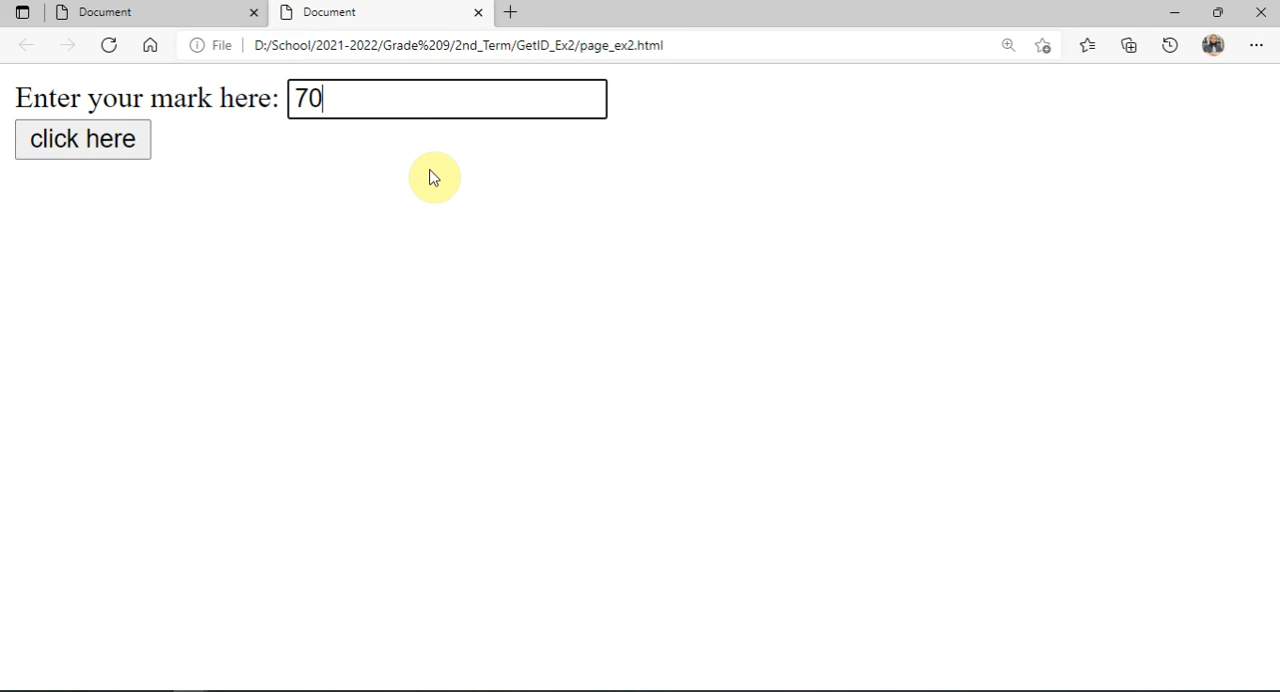 Document
Document
File
D:/School/2021-2022/Grade%209/2nd_Term/GetID_Ex2/page_ex2.html
Enter your mark here: 70
click here